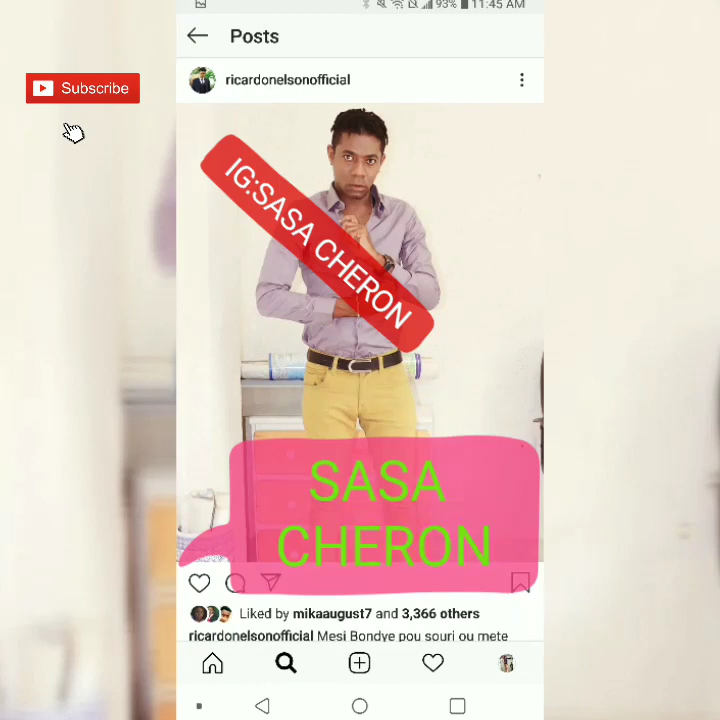 93% 11:45 AM
Posts
Subscribe
ricardonelsonofficial
IG:SASA CHERON
SASA
CHERON
Liked by mikaaugust7 and 3,366 others
ricardonelsonofficial Mesi Bondye pou souri ou mete